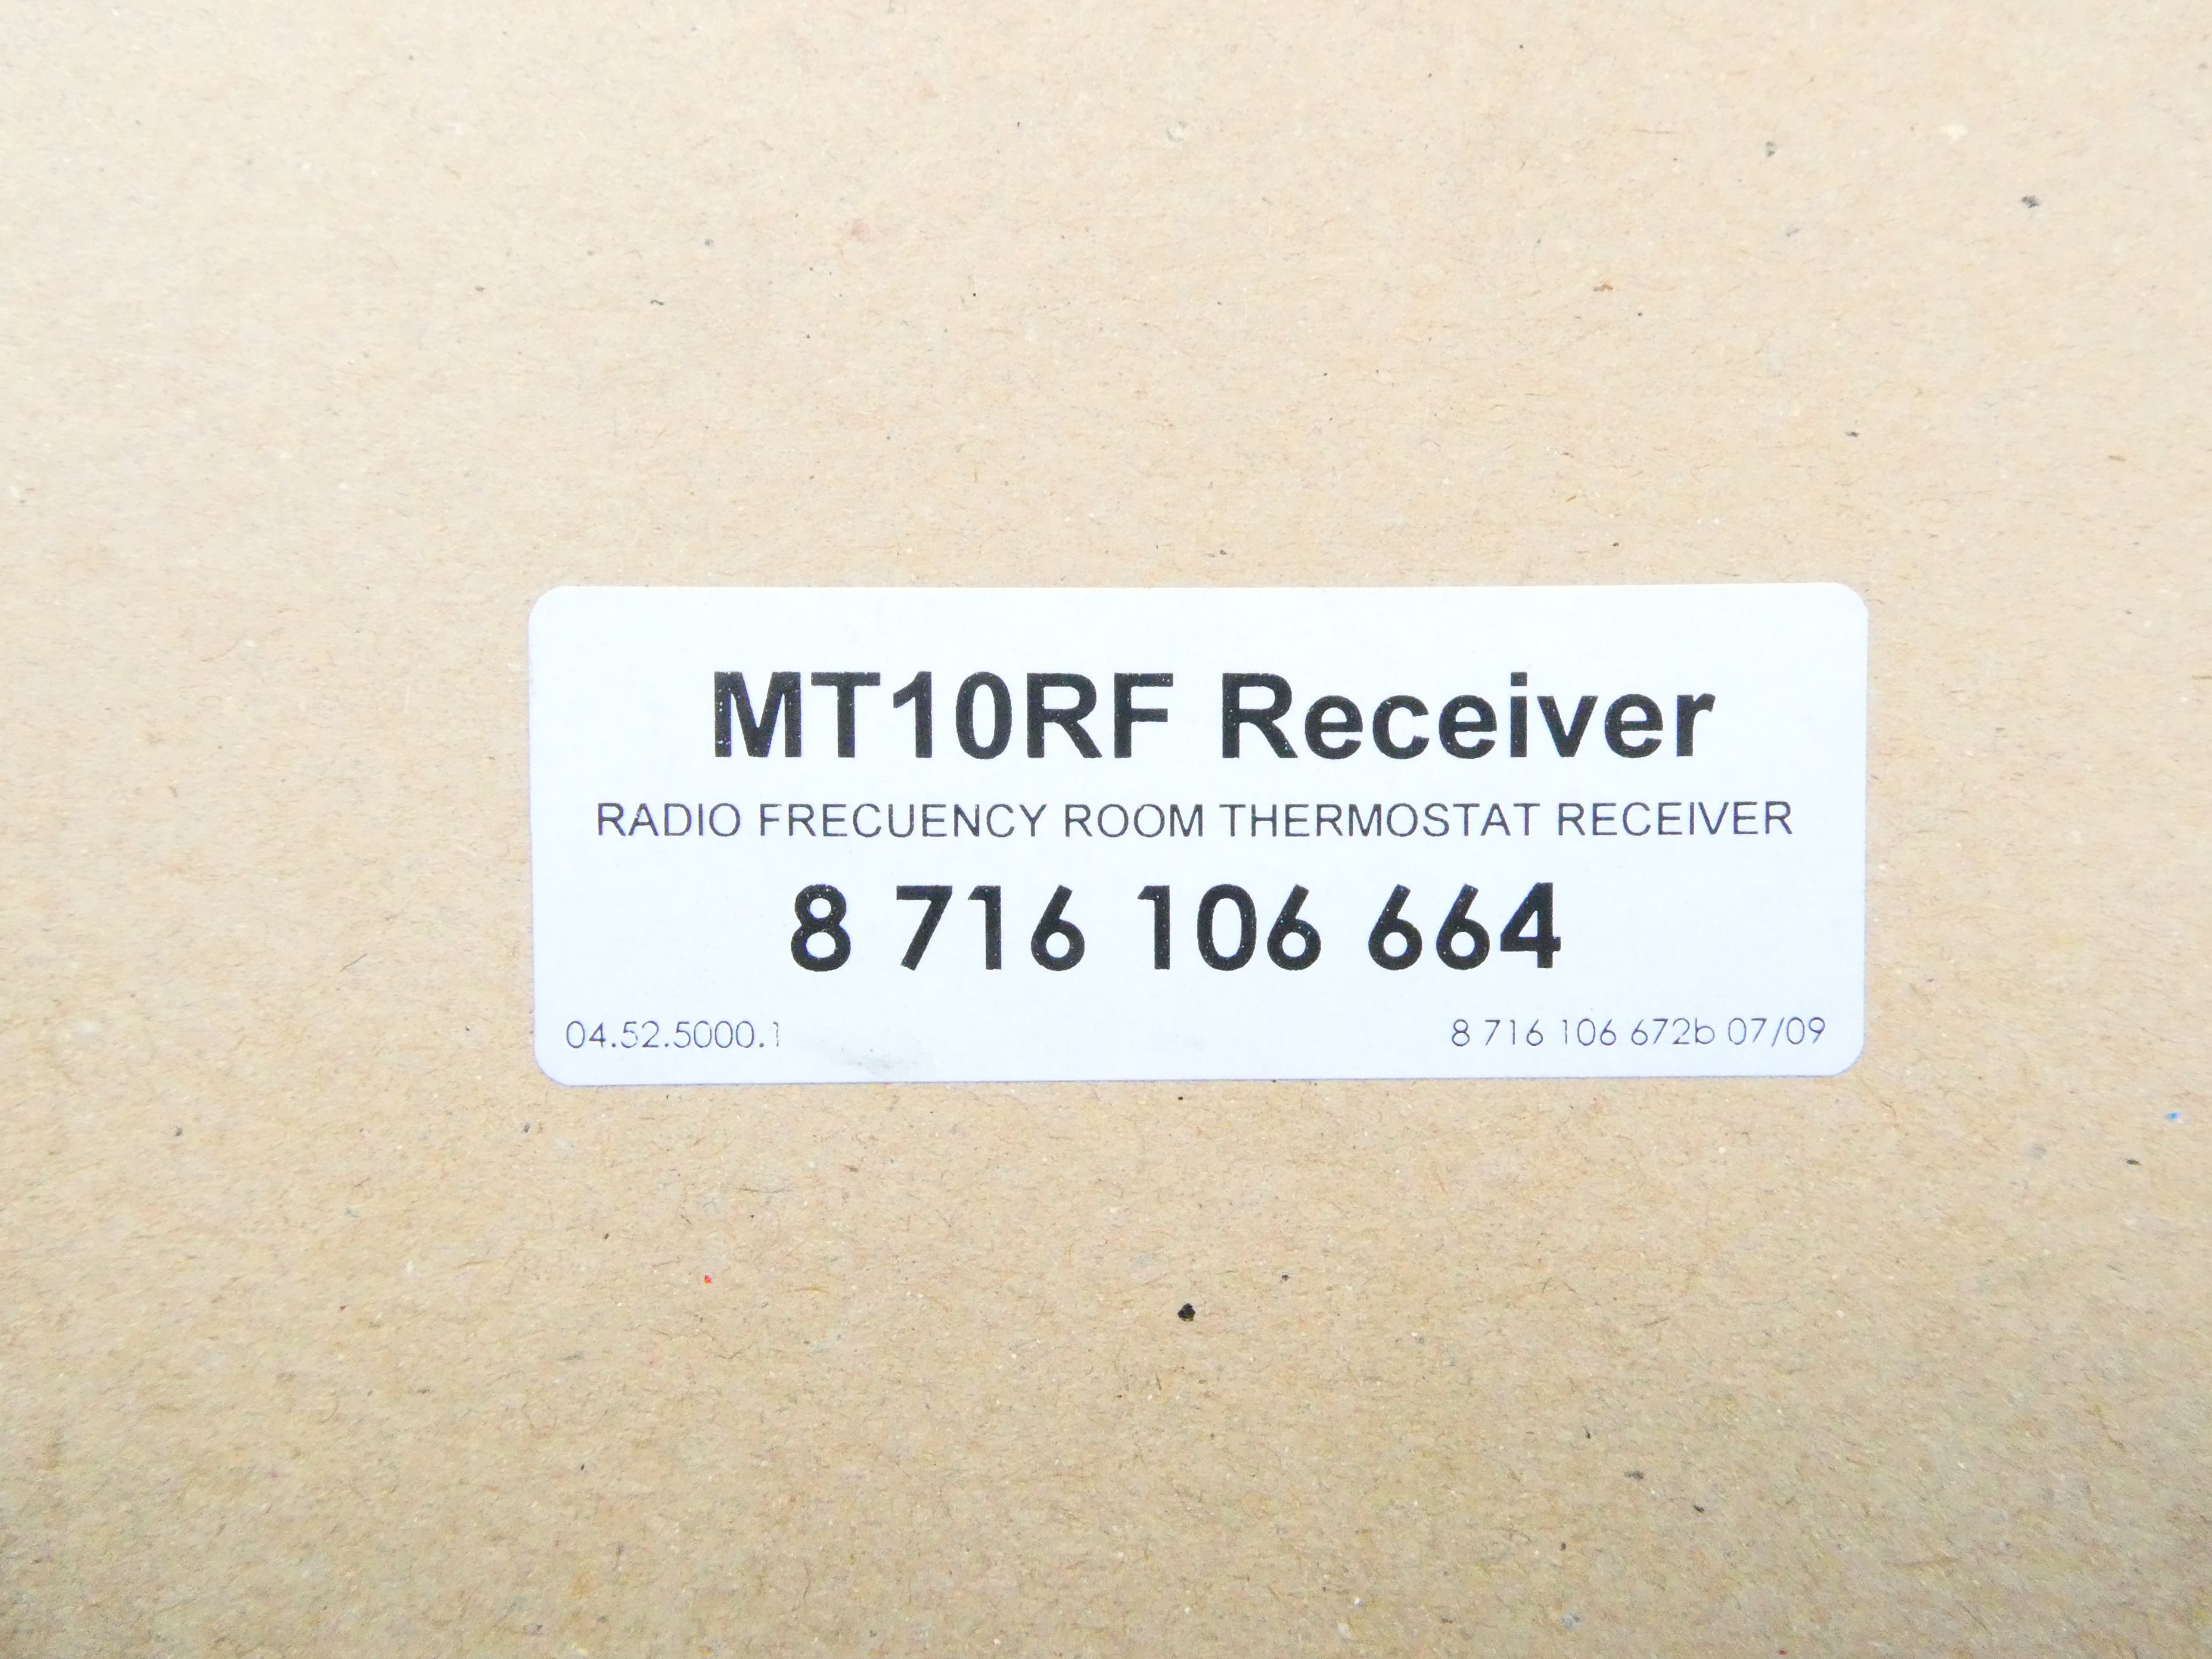 MT10RF Receiver
RADIO FRECUENCY ROOM THERMOSTAT RECEIVER
8 716 106 664
04.52.5000.1
8 716 106 672b 07/09